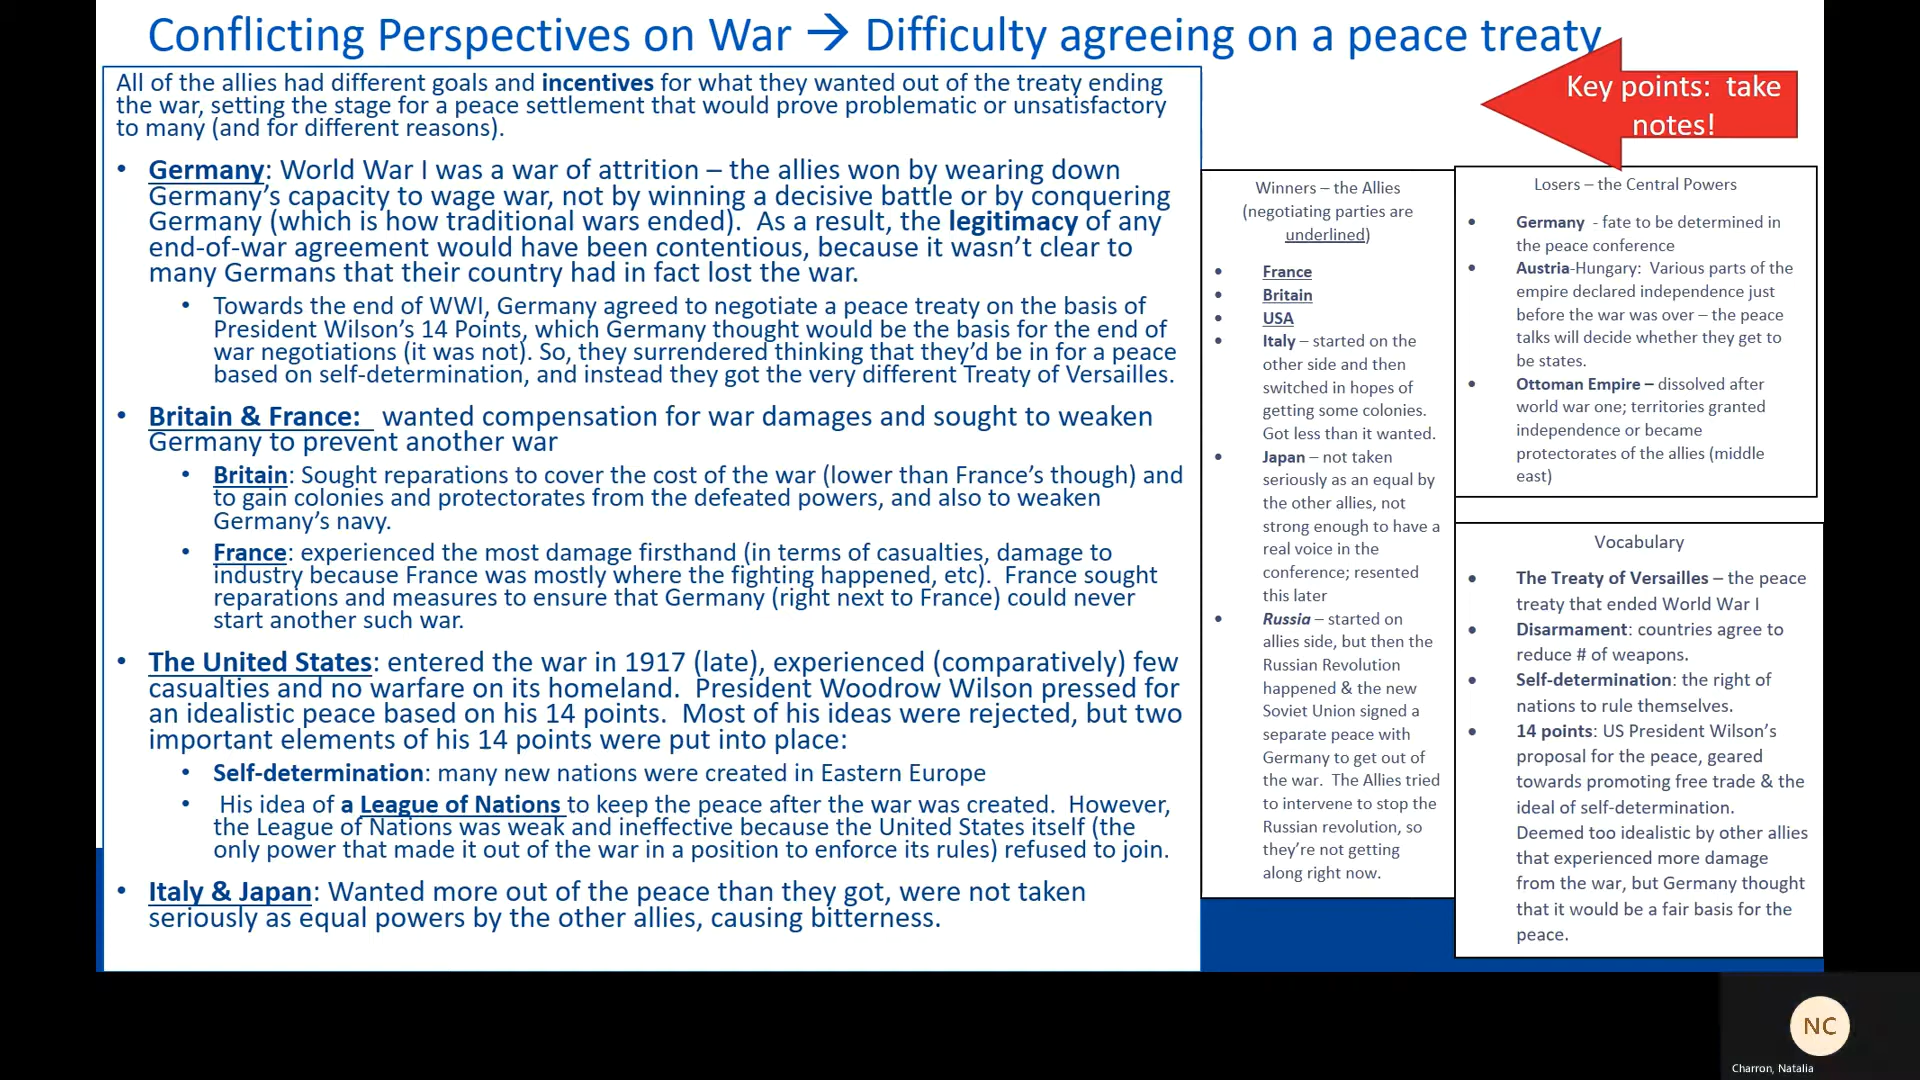 Conflicting Perspectives on War → Difficulty agreeing on a peace treaty
All of the allies had different goals and incentives for what they wanted out of the treaty ending
the war, setting the stage for a peace settlement that would prove problematic or unsatisfactory
to many (and for different reasons).
• Germany: World War I was a war of attrition – the allies won by wearing down
Germany's capacity to wage war, not by winning a decisive battle or by conquering
Germany (which is how traditional wars ended). As a result, the legitimacy of any
end-of-war agreement would have been contentious, because it wasn't clear to
many Germans that their country had in fact lost the war.
• Towards the end of WWI, Germany agreed to negotiate a peace treaty on the basis of
President Wilson's 14 Points, which Germany thought would be the basis for the end of
war negotiations (it was not). So, they surrendered thinking that they'd be in for a peace
based on self-determination, and instead they got the very different Treaty of Versailles.
• Britain & France: wanted compensation for war damages and sought to weaken
Germany to prevent another war
• Britain: Sought reparations to cover the cost of the war (lower than France's though) and
to gain colonies and protectorates from the defeated powers, and also to weaken
Germany's navy.
• France: experienced the most damage firsthand (in terms of casualties, damage to
industry because France was mostly where the fighting happened, etc). France sought
reparations and measures to ensure that Germany (right next to France) could never
start another such war.
• The United States: entered the war in 1917 (late), experienced (comparatively) few
casualties and no warfare on its homeland. President Woodrow Wilson pressed for
an idealistic peace based on his 14 points. Most of his ideas were rejected, but two
important elements of his 14 points were put into place:
• Self-determination: many new nations were created in Eastern Europe
• His idea of a League of Nations to keep the peace after the war was created. However,
the League of Nations was weak and ineffective because the United States itself (the
only power that made it out of the war in a position to enforce its rules) refused to join.
• Italy & Japan: Wanted more out of the peace than they got, were not taken
seriously as equal powers by the other allies, causing bitterness.
Key points: take
notes!
Winners – the Allies
(negotiating parties are
underlined)
• France
• Britain
• USA
• Italy – started on the
other side and then
switched in hopes of
getting some colonies.
Got less than it wanted.
• Japan – not taken
seriously as an equal by
the other allies, not
strong enough to have a
real voice in the
conference; resented
this later
• Russia – started on
allies side, but then the
Russian Revolution
happened & the new
Soviet Union signed a
separate peace with
Germany to get out of
the war. The Allies tried
to intervene to stop the
Russian revolution, so
they're not getting
along right now.
Losers – the Central Powers
• Germany - fate to be determined in
the peace conference
• Austria-Hungary: Various parts of the
empire declared independence just
before the war was over – the peace
talks will decide whether they get to
be states.
• Ottoman Empire – dissolved after
world war one; territories granted
independence or became
protectorates of the allies (middle
east)
Vocabulary
• The Treaty of Versailles – the peace
treaty that ended World War I
• Disarmament: countries agree to
reduce # of weapons.
• Self-determination: the right of
nations to rule themselves.
• 14 points: US President Wilson's
proposal for the peace, geared
towards promoting free trade & the
ideal of self-determination.
Deemed too idealistic by other allies
that experienced more damage
from the war, but Germany thought
that it would be a fair basis for the
peace.
NC
Charron, Natalia